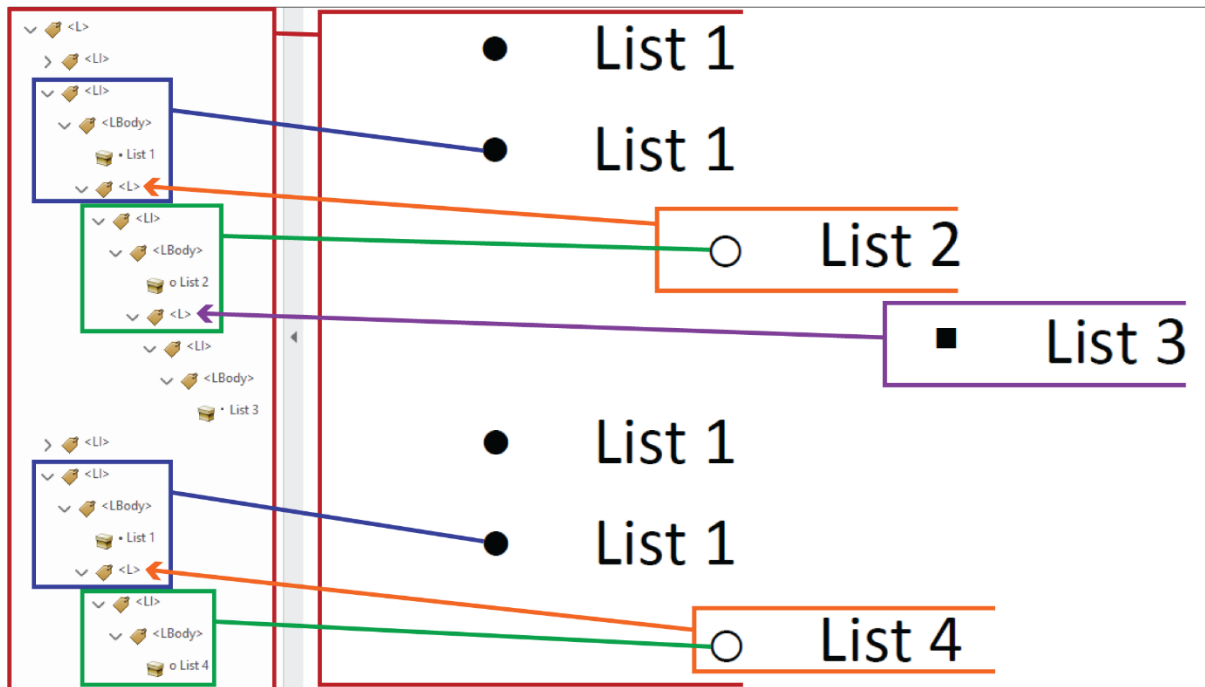 <L>
<LI>
<LI>
<LBody>
• List 1
<L>
<LI>
<LBody>
o List 2
<L>
<LI>
<LBody>
▪ List 3
<LI>
<LI>
<LBody>
• List 1
<L>
<LI>
<LBody>
o List 4
● List 1
● List 1
○ List 2
■ List 3
● List 1
● List 1
○ List 4